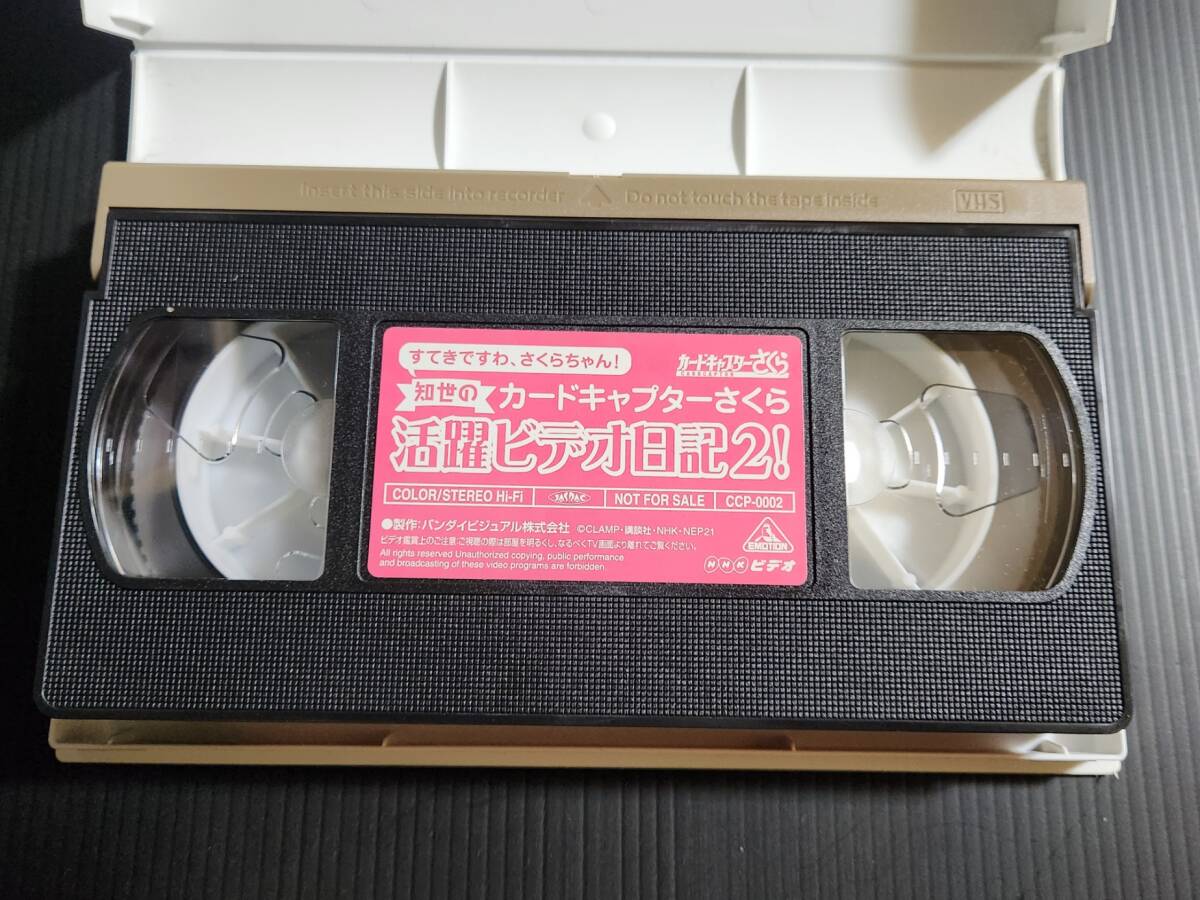 Insert this side into recorder Do not touch the tape inside VHS
すてきですわ、さくらちゃん!
カードキャプターさくら
CARDCAPTOR
知世の カードキャプターさくら
活躍ビデオ日記2!
COLOR/STEREO Hi-Fi NOT FOR SALE CCP-0002
●製作:バンダイビジュアル株式会社 ©CLAMP・講談社・NHK・NEP21
ビデオ鑑賞上のご注意:ご視聴の際は部屋を明るくし、なるべくTV画面より離れてご覧ください。
All rights reserved Unauthorized copying, public performance
and broadcasting of these video programs are forbidden.
EMOTION
NHKビデオ